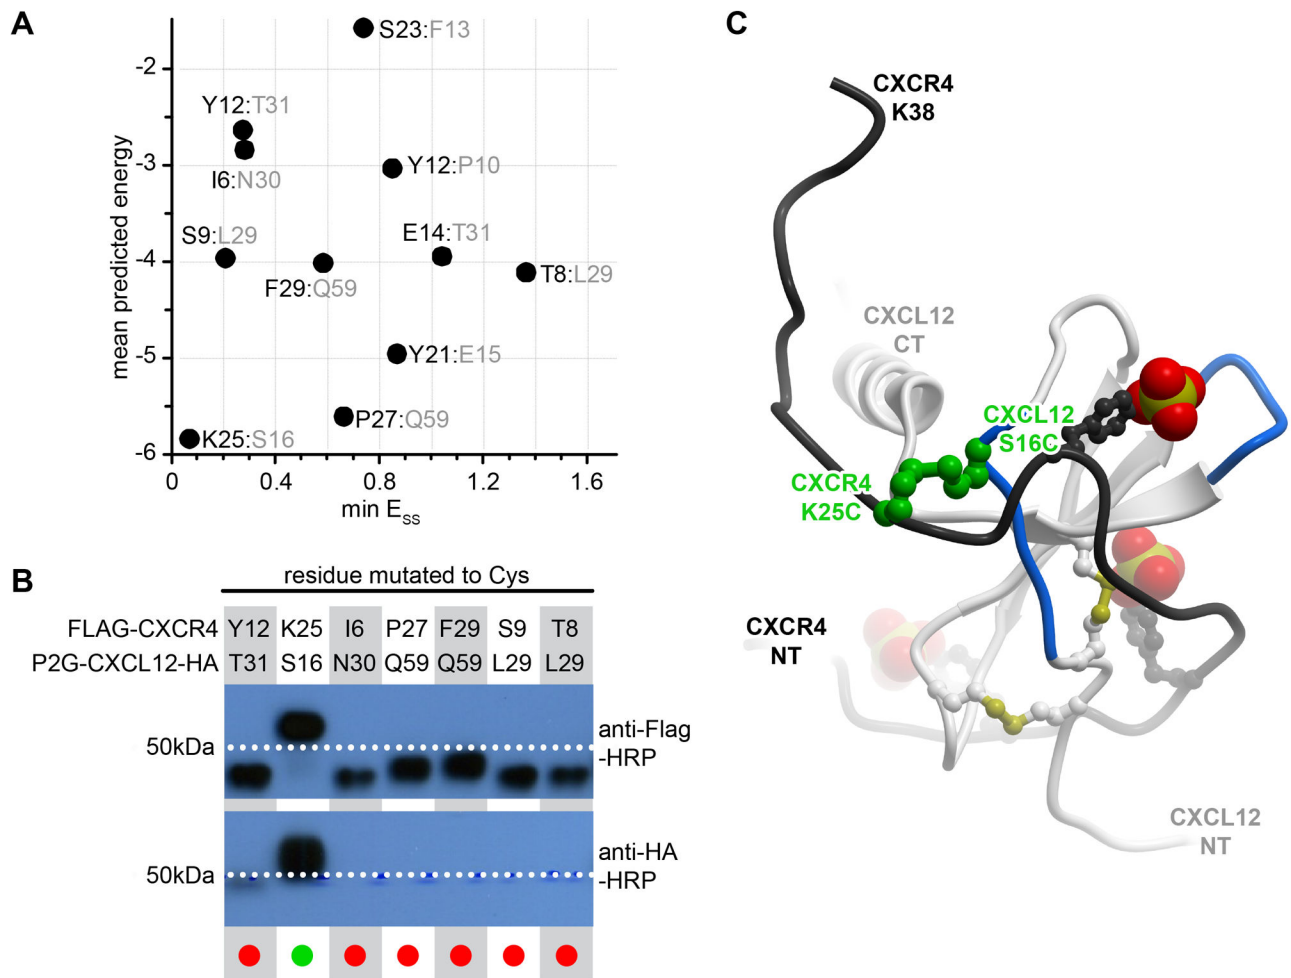 A
-2
-3
-4
-5
-6
0
0.4
0.8
1.2
1.6
mean predicted energy
min ESS
S23:F13
Y12:T31
I6:N30
Y12:P10
S9:L29
E14:T31
F29:Q59
T8:L29
Y21:E15
P27:Q59
K25:S16
B
residue mutated to Cys
FLAG-CXCR4 Y12 K25 I6 P27 F29 S9 T8
P2G-CXCL12-HA T31 S16 N30 Q59 Q59 L29 L29
50kDa
anti-Flag
-HRP
50kDa
anti-HA
-HRP
C
CXCR4
K38
CXCL12
CT
CXCL12
S16C
CXCR4
K25C
CXCR4
NT
CXCL12
NT